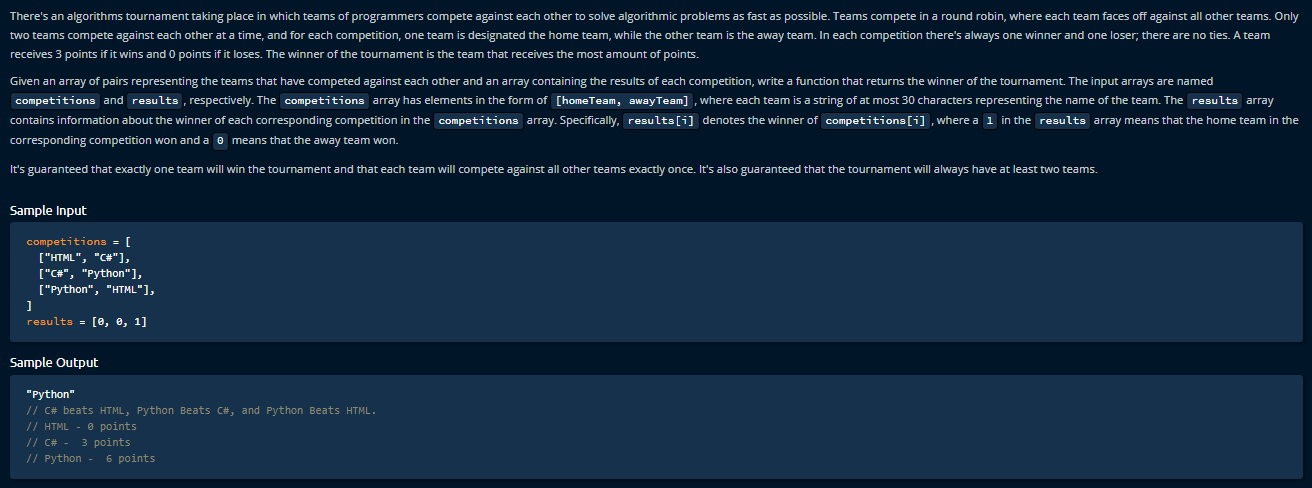 There's an algorithms tournament taking place in which teams of programmers compete against each other to solve algorithmic problems as fast as possible. Teams compete in a round robin, where each team faces off against all other teams. Only
two teams compete against each other at a time, and for each competition, one team is designated the home team, while the other team is the away team. In each competition there's always one winner and one loser; there are no ties. A team
receives 3 points if it wins and 0 points if it loses. The winner of the tournament is the team that receives the most amount of points.
Given an array of pairs representing the teams that have competed against each other and an array containing the results of each competition, write a function that returns the winner of the tournament. The input arrays are named
competitions and results , respectively. The competitions array has elements in the form of [homeTeam, awayTeam] , where each team is a string of at most 30 characters representing the name of the team. The results array
contains information about the winner of each corresponding competition in the competitions array. Specifically, results[i] denotes the winner of competitions[i] , where a 1 in the results array means that the home team in the
corresponding competition won and a 0 means that the away team won.
It's guaranteed that exactly one team will win the tournament and that each team will compete against all other teams exactly once. It's also guaranteed that the tournament will always have at least two teams.
Sample Input
competitions = [
["HTML", "C#"],
["C#", "Python"],
["Python", "HTML"],
]
results = [0, 0, 1]
Sample Output
"Python"
// C# beats HTML, Python Beats C#, and Python Beats HTML.
// HTML - 0 points
// C# -  3 points
// Python -  6 points